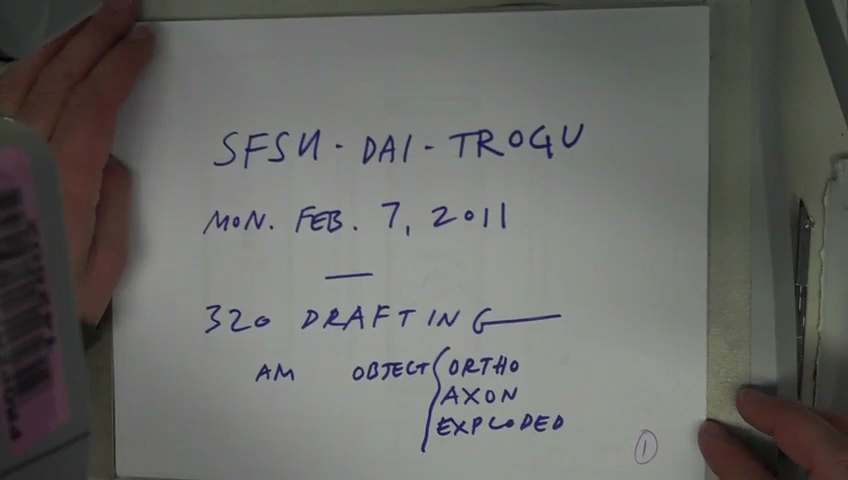 SFSU - DAI - TROGU
MON. FEB. 7, 2011
320 DRAFTING
AM OBJECT ORTHO
AXON
EXPLODED
1